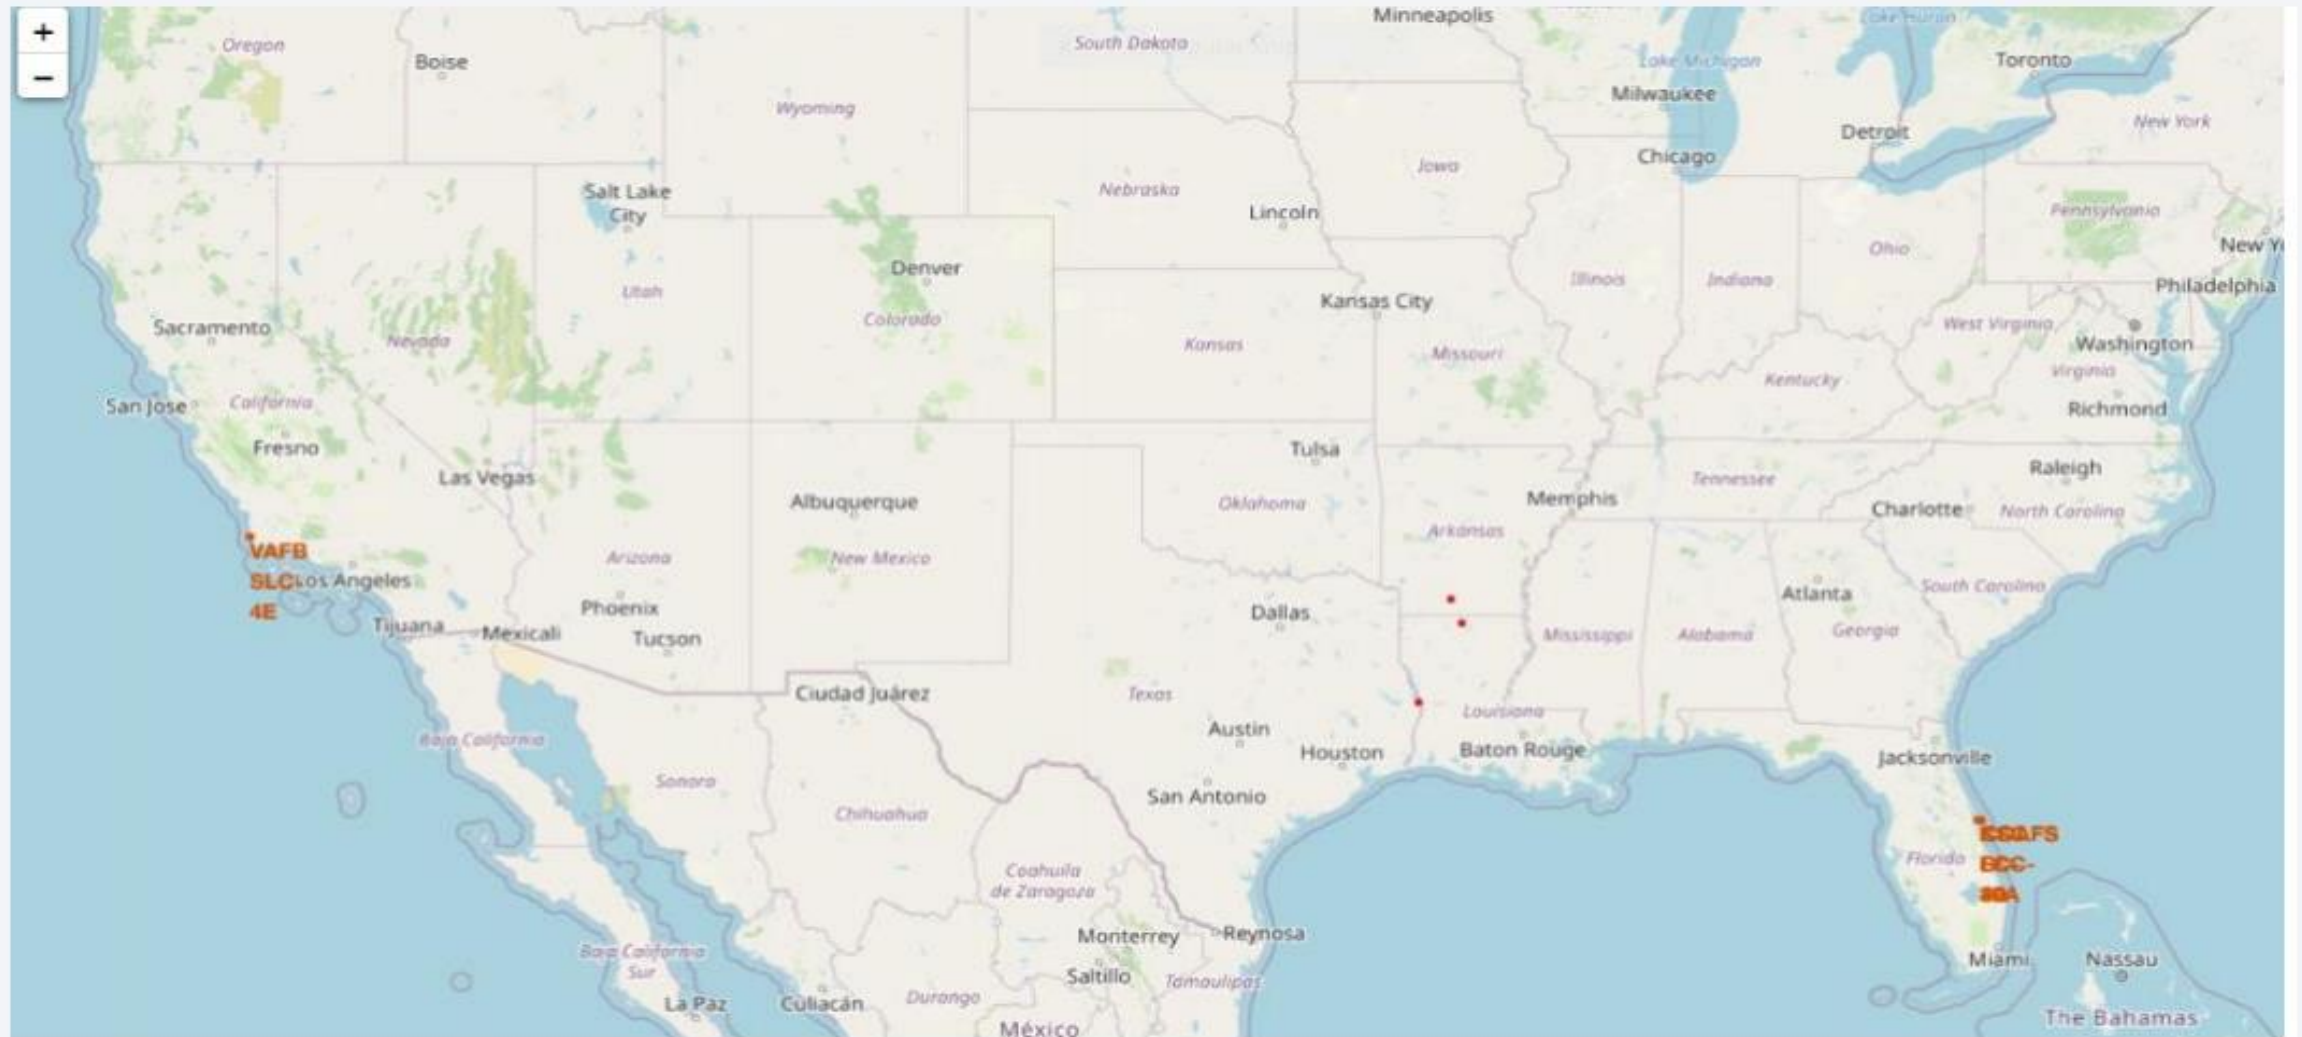 +
−
Minneapolis
Lake Huron
Oregon
South Dakota
Boise
Lake Michigan
Toronto
Milwaukee
Wyoming
New York
Detroit
Chicago
Iowa
Salt Lake
City
Nebraska
Lincoln
Pennsylvania
New Y
Ohio
Denver
Illinois
Indiana
Utah
Philadelphia
Kansas City
Colorado
West Virginia
Sacramento
Nevada
Kansas
Washington
Missouri
Virginia
Kentucky
San Jose
California
Richmond
Fresno
Tulsa
Raleigh
Las Vegas
Tennessee
Albuquerque
Oklahoma
Memphis
Charlotte
North Carolina
Arkansas
VAFB
SLC
4E
Los Angeles
Arizona
New Mexico
Phoenix
Dallas
Atlanta
South Carolina
Tijuana
Mexicali
Tucson
Mississippi
Alabama
Georgia
Ciudad Juárez
Texas
Louisiana
Austin
Houston
Baton Rouge
Baja California
Jacksonville
Sonora
San Antonio
Chihuahua
Florida
Coahuila
de Zaragoza
Monterrey
Reynosa
Baja California
Sur
Saltillo
Tamaulipas
Miami
Nassau
La Paz
Culiacán
Durango
México
The Bahamas